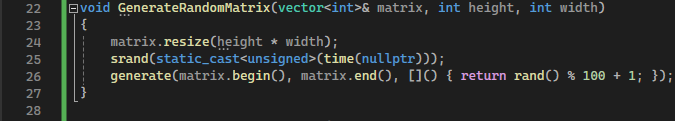 22 void GenerateRandomMatrix(vector<int>& matrix, int height, int width)
23 {
24 matrix.resize(height * width);
25 srand(static_cast<unsigned>(time(nullptr)));
26 generate(matrix.begin(), matrix.end(), []() { return rand() % 100 + 1; });
27 }
28